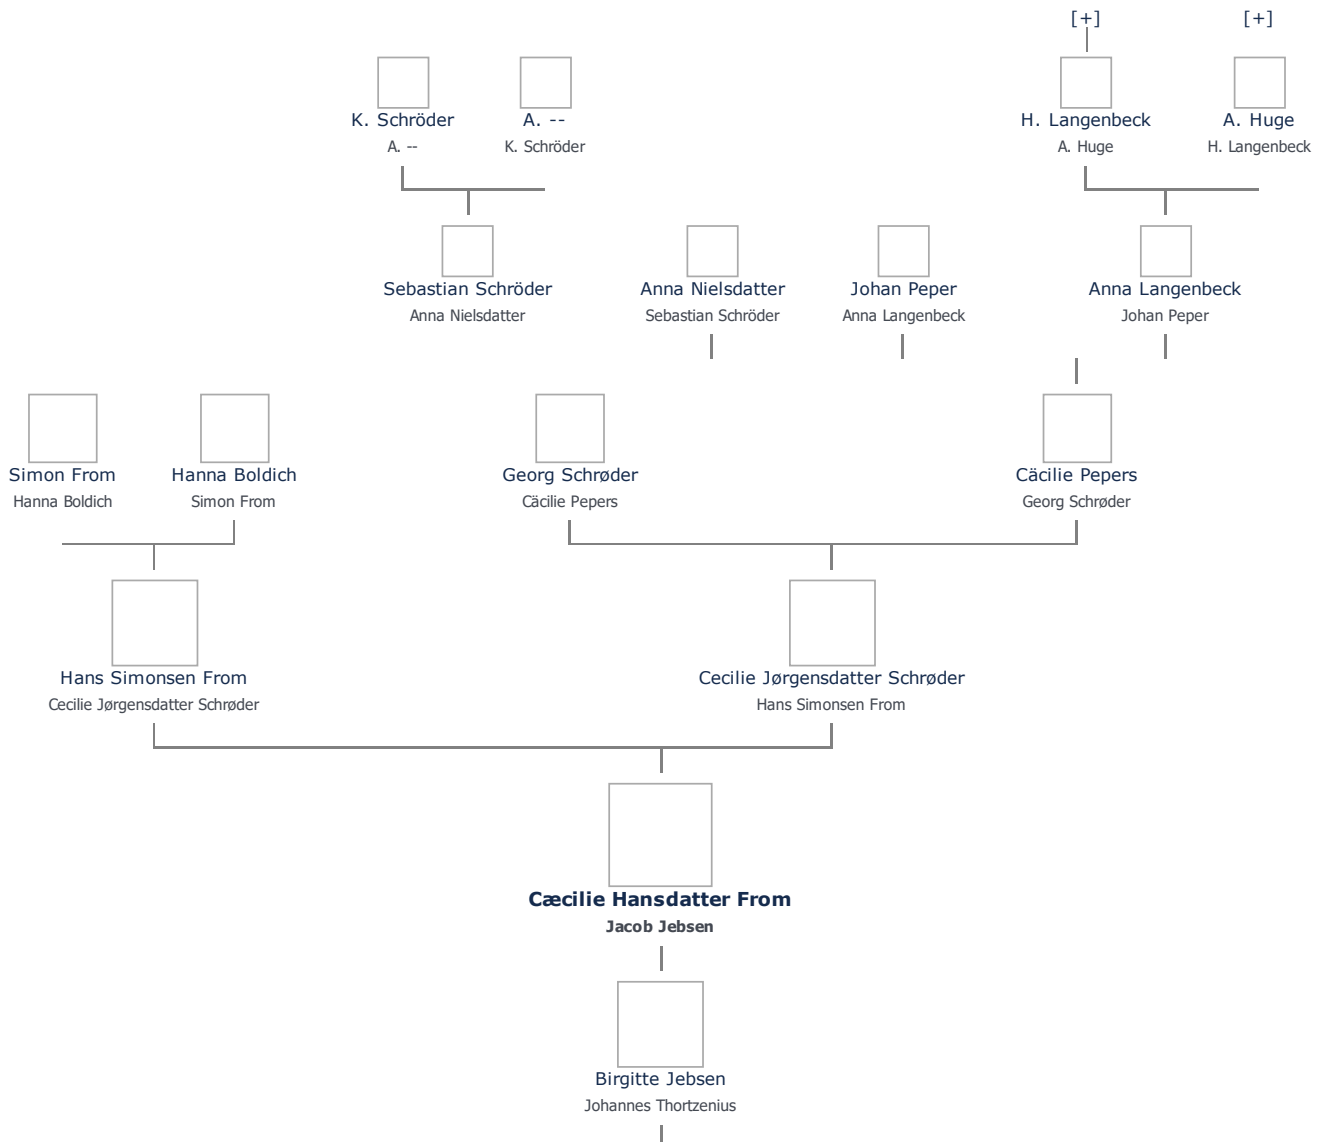 [+] [+]
K. Schröder A. -- H. Langenbeck A. Huge
A. -- K. Schröder A. Huge H. Langenbeck
Sebastian Schröder Anna Nielsdatter Johan Peper Anna Langenbeck
Anna Nielsdatter Sebastian Schröder Anna Langenbeck Johan Peper
Simon From Hanna Boldich Georg Schrøder Cäcilie Pepers
Hanna Boldich Simon From Cäcilie Pepers Georg Schrøder
Hans Simonsen From Cecilie Jørgensdatter Schrøder
Cecilie Jørgensdatter Schrøder Hans Simonsen From
Cæcilie Hansdatter From
Jacob Jebsen
Birgitte Jebsen
Johannes Thortzenius